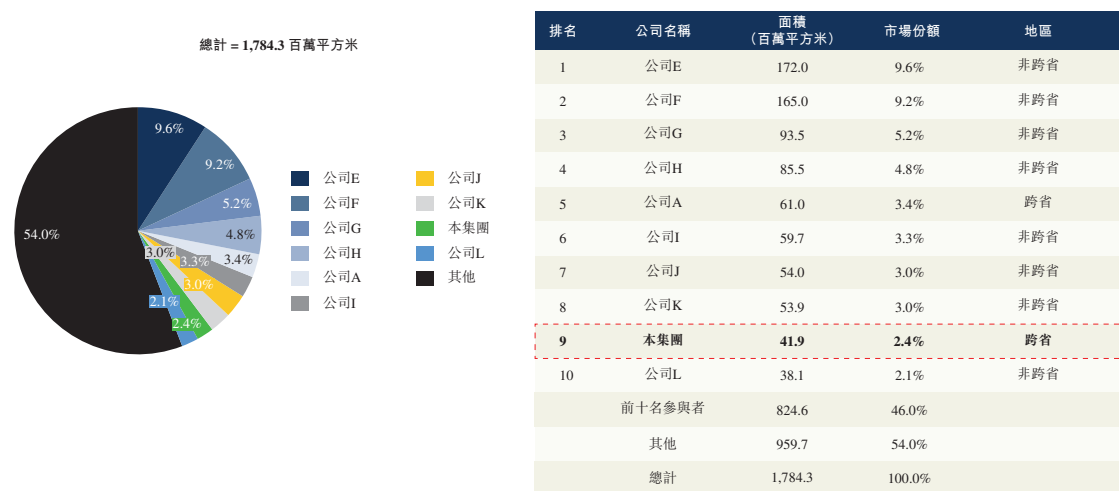 總計 = 1,784.3 百萬平方米
9.6%
9.2%
5.2%
4.8%
3.4%
3.3%
3.0%
3.0%
2.4%
2.1%
54.0%
公司E
公司F
公司G
公司H
公司A
公司I
公司J
公司K
本集團
公司L
其他
排名 公司名稱 面積（百萬平方米） 市場份額 地區
1 公司E 172.0 9.6% 非跨省
2 公司F 165.0 9.2% 非跨省
3 公司G 93.5 5.2% 非跨省
4 公司H 85.5 4.8% 非跨省
5 公司A 61.0 3.4% 跨省
6 公司I 59.7 3.3% 非跨省
7 公司J 54.0 3.0% 非跨省
8 公司K 53.9 3.0% 非跨省
9 本集團 41.9 2.4% 跨省
10 公司L 38.1 2.1% 非跨省
前十名參與者 824.6 46.0%
其他 959.7 54.0%
總計 1,784.3 100.0%